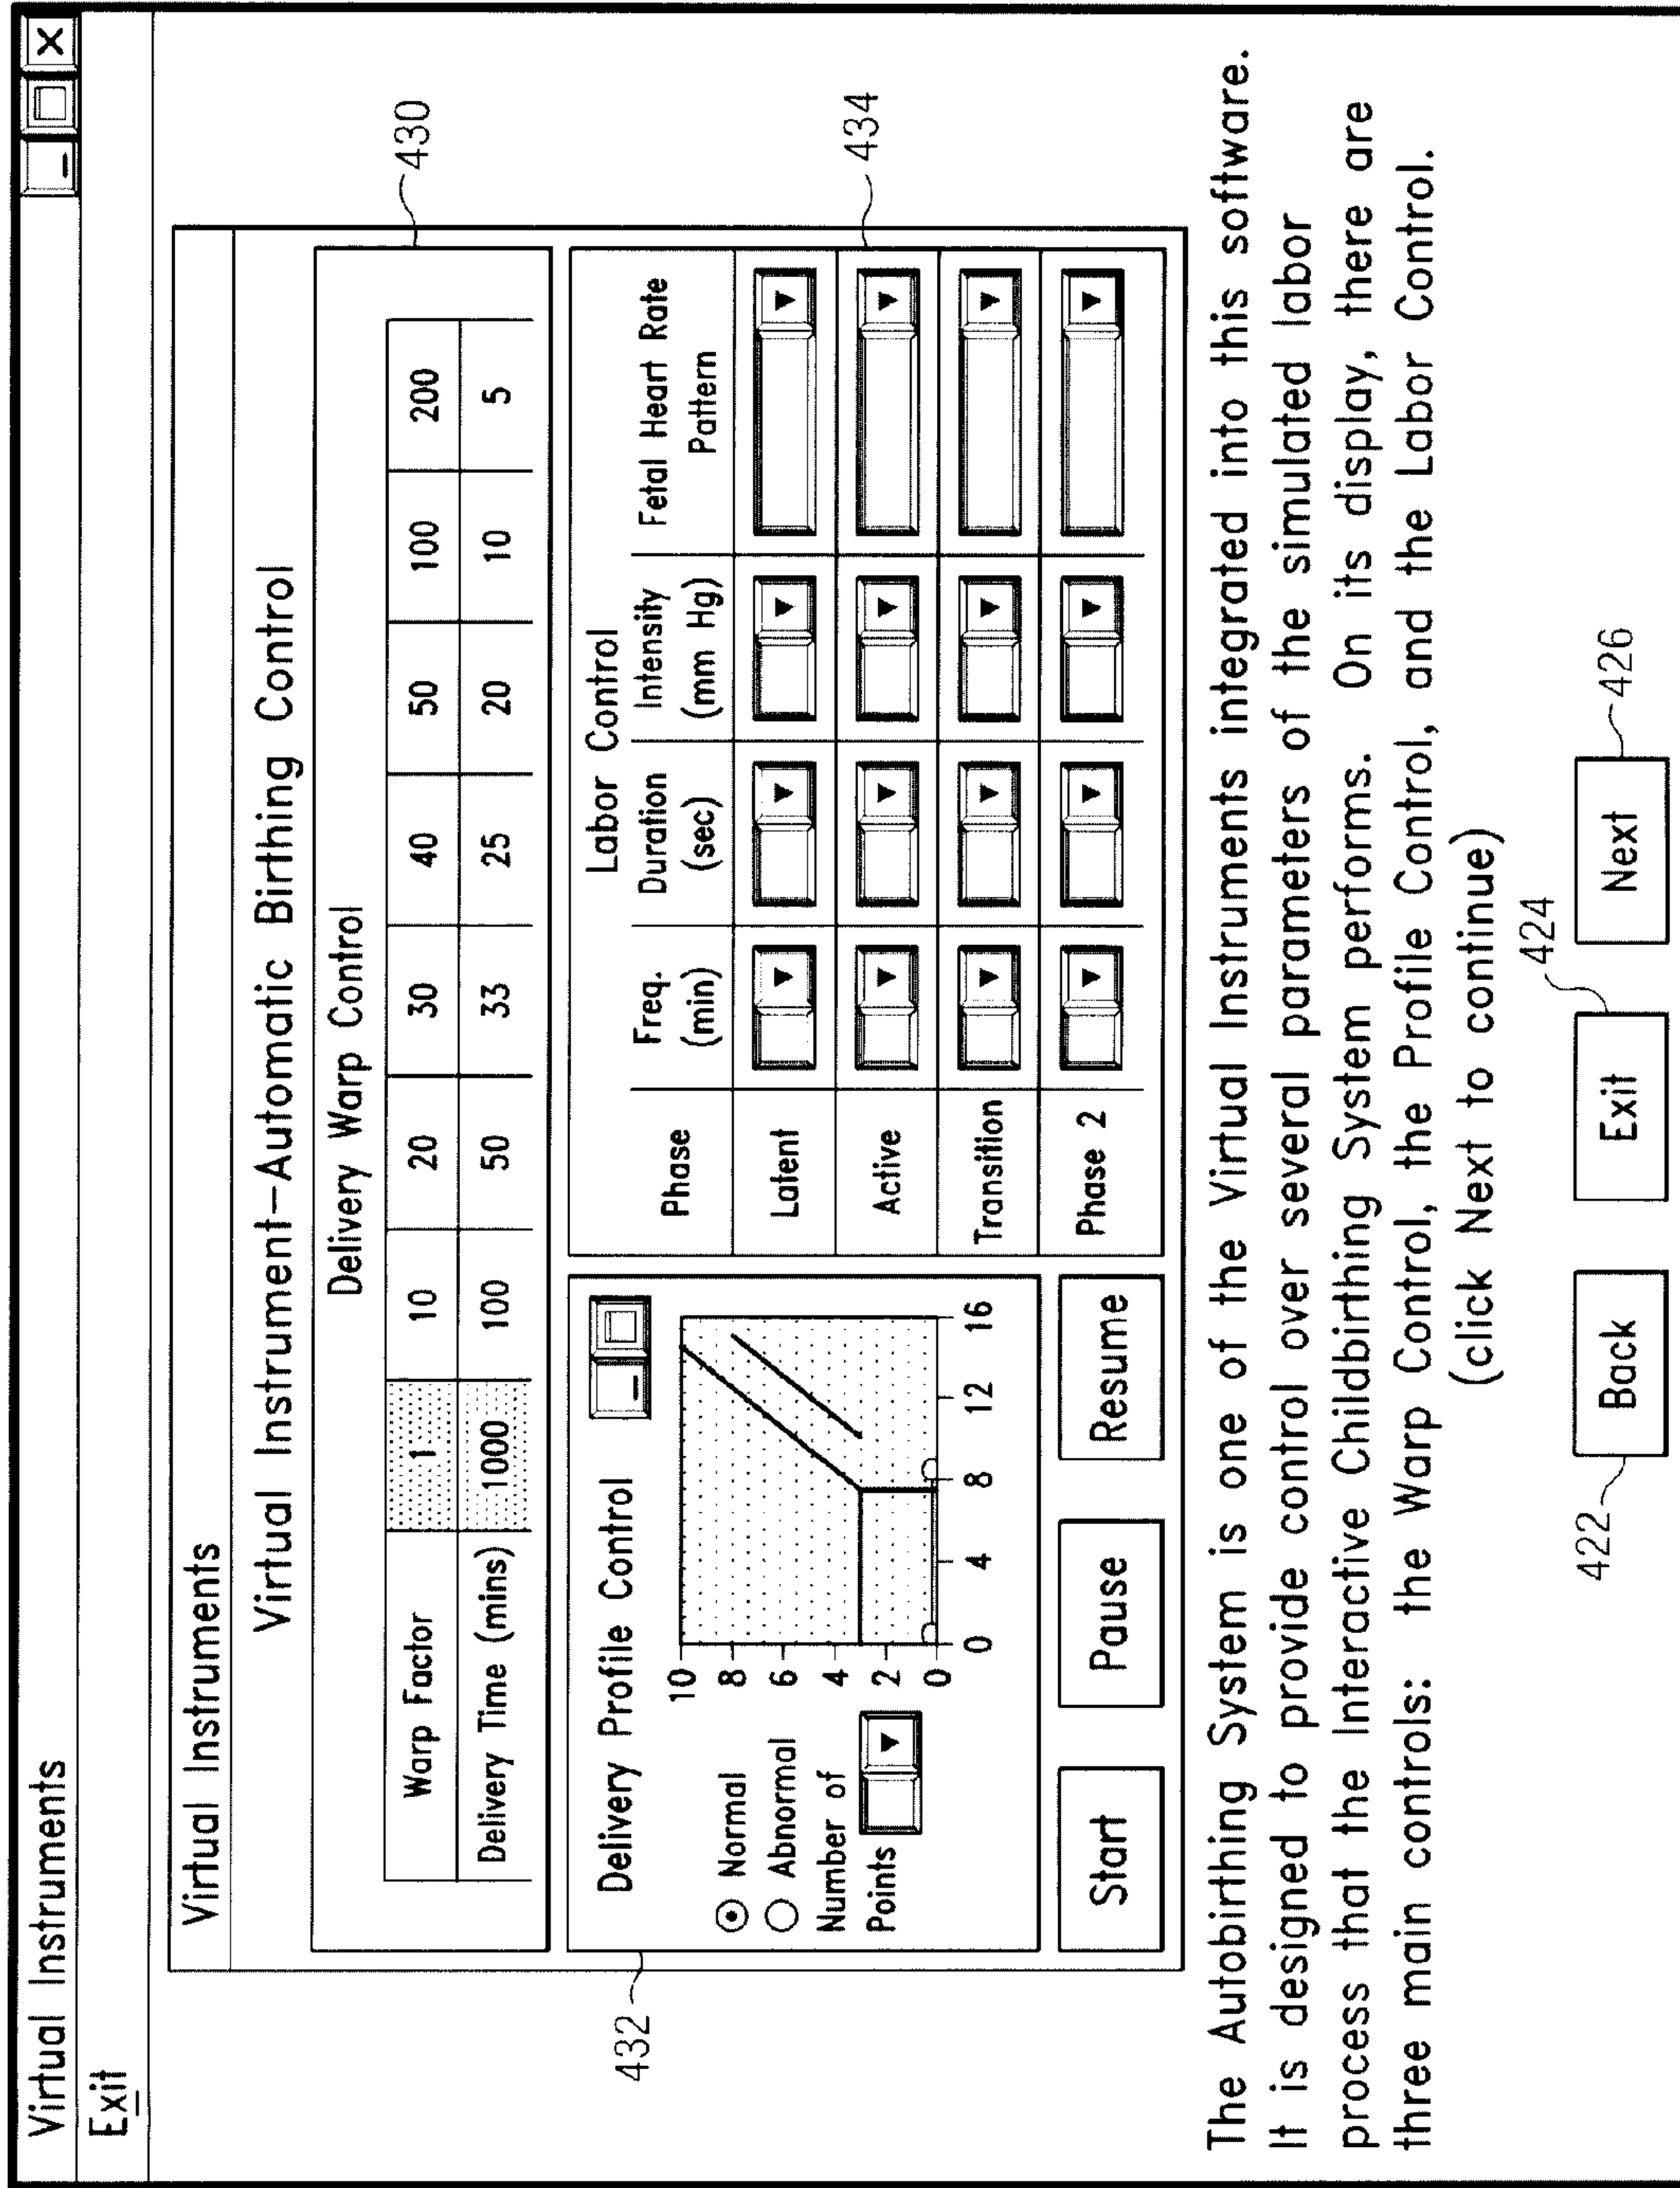 Virtual Instruments
Exit
Virtual Instruments
Virtual Instrument-Automatic Birthing Control
Delivery Warp Control
Warp Factor 1 10 20 30 40 50 100 200
Delivery Time (mins) 1000 100 50 33 25 20 10 5
430
432
Delivery Profile Control
Normal
Abnormal
Number of
Points
10
8
6
4
2
0
0 4 8 12 16
Start Pause Resume
Labor Control
Phase Freq. (min) Duration (sec) Intensity (mm Hg) Fetal Heart Rate Pattern
Latent
Active
Transition
Phase 2
434
The Autobirthing System is one of the Virtual Instruments integrated into this software.
It is designed to provide control over several parameters of the simulated labor
process that the Interactive Childbirthing System performs. On its display, there are
three main controls: the Warp Control, the Profile Control, and the Labor Control.
(click Next to continue)
422 424 426
Back Exit Next